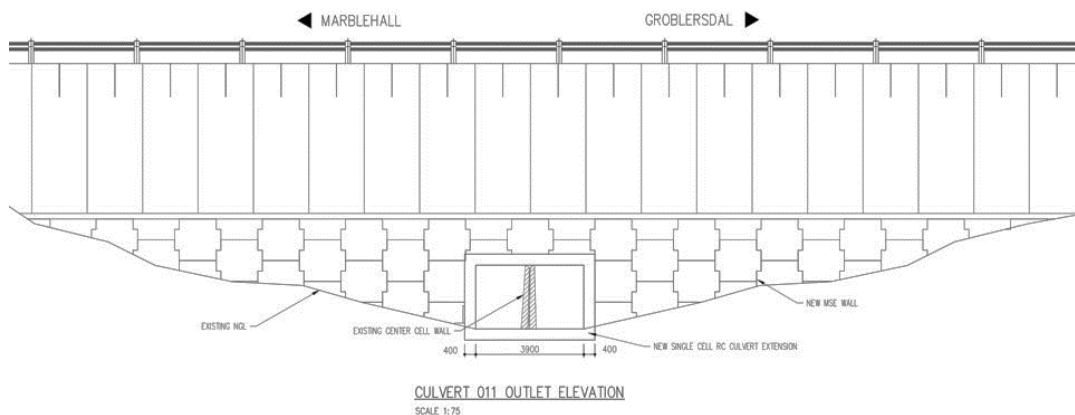 MARBLEHALL
GROBLERSDAL
NEW MSE WALL
EXISTING NGL
EXISTING CENTER CELL WALL
NEW SINGLE CELL RC CULVERT EXTENSION
400 3900 400
CULVERT 011 OUTLET ELEVATION
SCALE 1:75